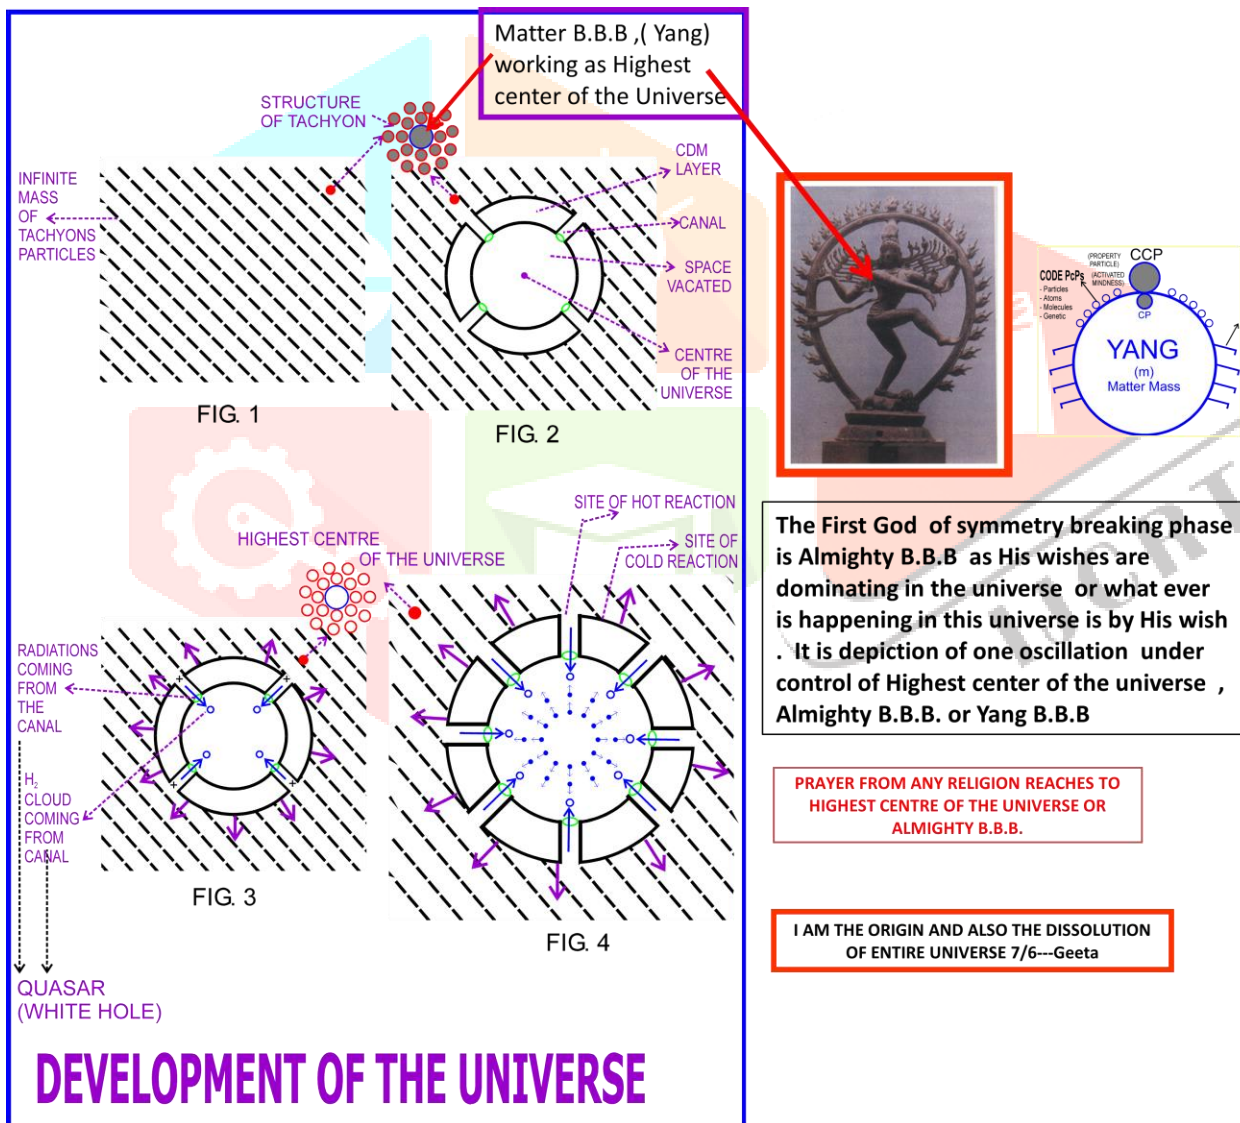 Matter B.B.B ,( Yang)
working as Highest
center of the Universe
STRUCTURE
OF TACHYON
INFINITE
MASS
OF
TACHYONS
PARTICLES
FIG. 1
CDM
LAYER
CANAL
SPACE
VACATED
CENTRE
OF THE
UNIVERSE
FIG. 2
HIGHEST CENTRE
OF THE UNIVERSE
RADIATIONS
COMING
FROM
THE
CANAL
H2
CLOUD
COMING
FROM
CANAL
FIG. 3
QUASAR
(WHITE HOLE)
SITE OF HOT REACTION
SITE OF
COLD REACTION
FIG. 4
DEVELOPMENT OF THE UNIVERSE
(PROPERTY
PARTICLE)
CCP
CODE PcPs
(ACTIVATED
MINDNESS)
- Particles
- Atoms
- Molecules
- Genetic
CP
YANG
(m)
Matter Mass
The First God of symmetry breaking phase
is Almighty B.B.B as His wishes are
dominating in the universe or what ever
is happening in this universe is by His wish
. It is depiction of one oscillation under
control of Highest center of the universe ,
Almighty B.B.B. or Yang B.B.B
PRAYER FROM ANY RELIGION REACHES TO
HIGHEST CENTRE OF THE UNIVERSE OR
ALMIGHTY B.B.B.
I AM THE ORIGIN AND ALSO THE DISSOLUTION
OF ENTIRE UNIVERSE 7/6---Geeta
IJCRT